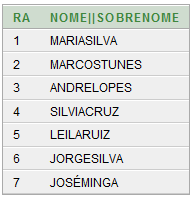 RA NOME||SOBRENOME
1 MARIASILVA
2 MARCOSTUNES
3 ANDRELOPES
4 SILVIACRUZ
5 LEILARUIZ
6 JORGESILVA
7 JOSÉMINGA